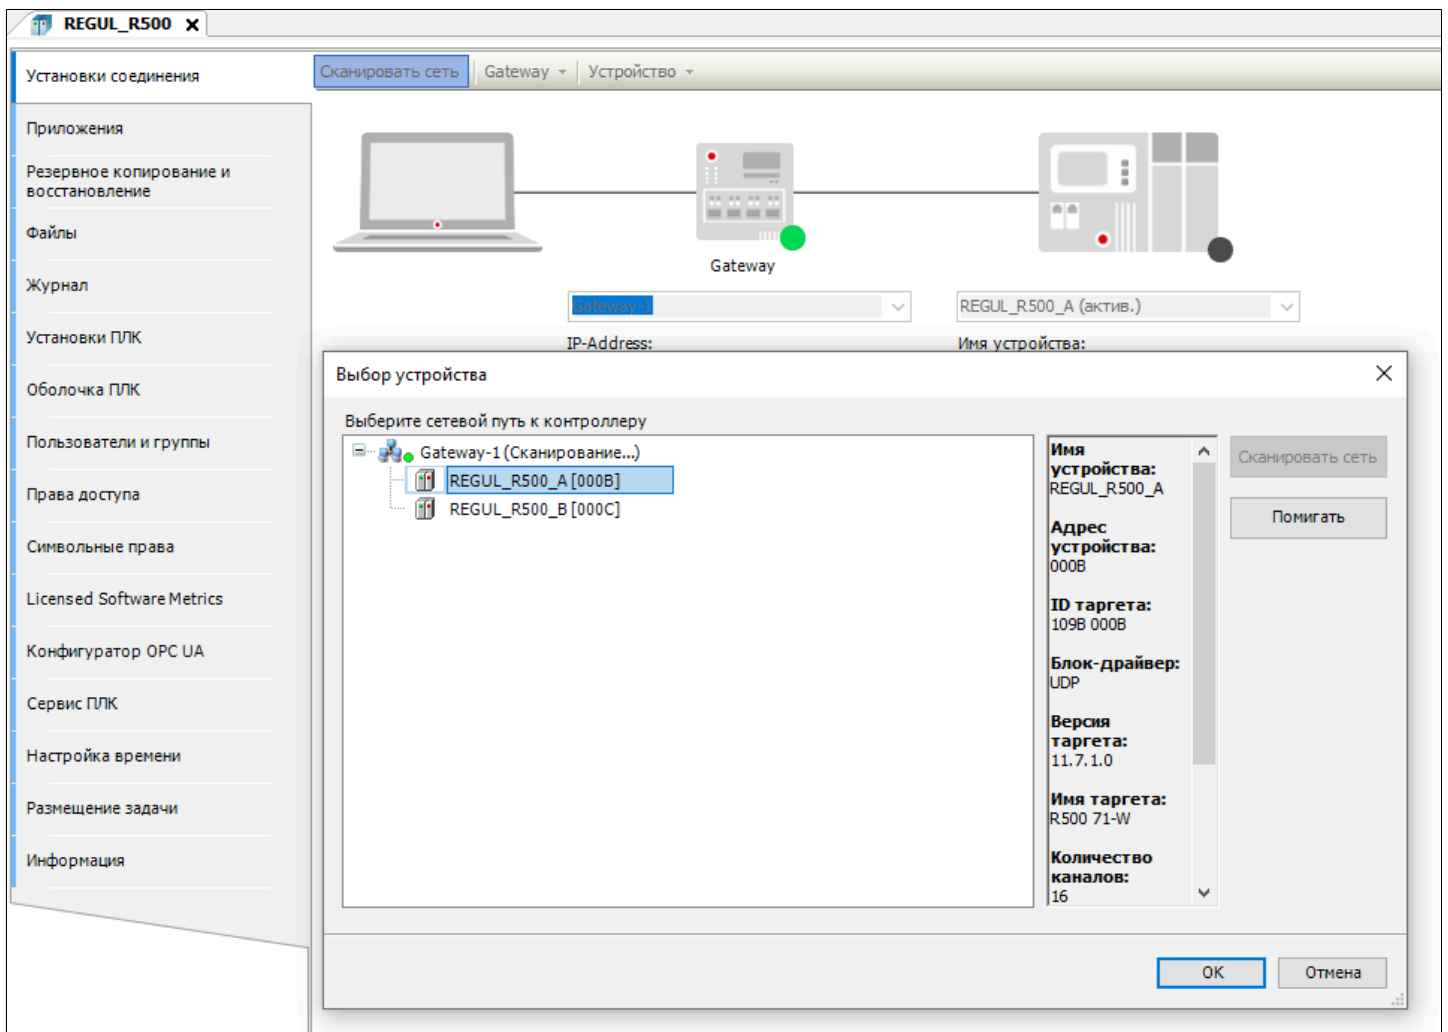 REGUL_R500
Установки соединения
Приложения
Резервное копирование и
восстановление
Файлы
Журнал
Установки ПЛК
Оболочка ПЛК
Пользователи и группы
Права доступа
Символьные права
Licensed Software Metrics
Конфигуратор OPC UA
Сервис ПЛК
Настройка времени
Размещение задачи
Информация
Сканировать сеть Gateway Устройство
Gateway
Gateway-1 REGUL_R500_A (актив.)
IP-Address: Имя устройства:
Выбор устройства
Выберите сетевой путь к контроллеру
Gateway-1 (Сканирование...)
REGUL_R500_A [000B]
REGUL_R500_B [000C]
Имя
устройства:
REGUL_R500_A
Адрес
устройства:
000B
ID таргета:
109B 000B
Блок-драйвер:
UDP
Версия
таргета:
11.7.1.0
Имя таргета:
R500 71-W
Количество
каналов:
16
Сканировать сеть
Помигать
OK Отмена